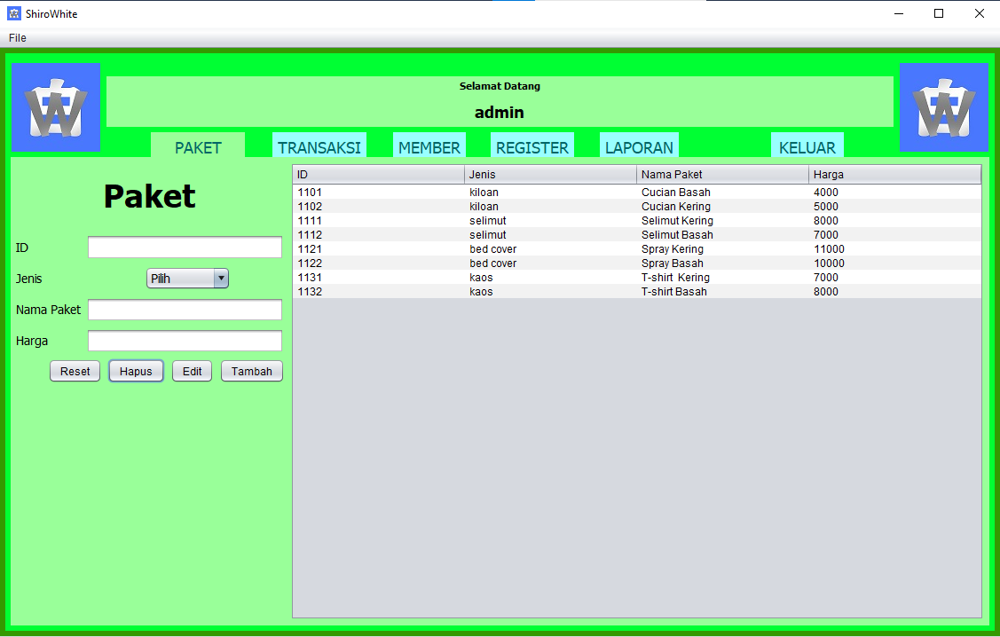 ShiroWhite
File
Selamat Datang
admin
PAKET TRANSAKSI MEMBER REGISTER LAPORAN KELUAR
Paket
ID
Jenis Pilih
Nama Paket
Harga
Reset Hapus Edit Tambah
ID Jenis Nama Paket Harga
1101 kiloan Cucian Basah 4000
1102 kiloan Cucian Kering 5000
1111 selimut Selimut Kering 8000
1112 selimut Selimut Basah 7000
1121 bed cover Spray Kering 11000
1122 bed cover Spray Basah 10000
1131 kaos T-shirt Kering 7000
1132 kaos T-shirt Basah 8000